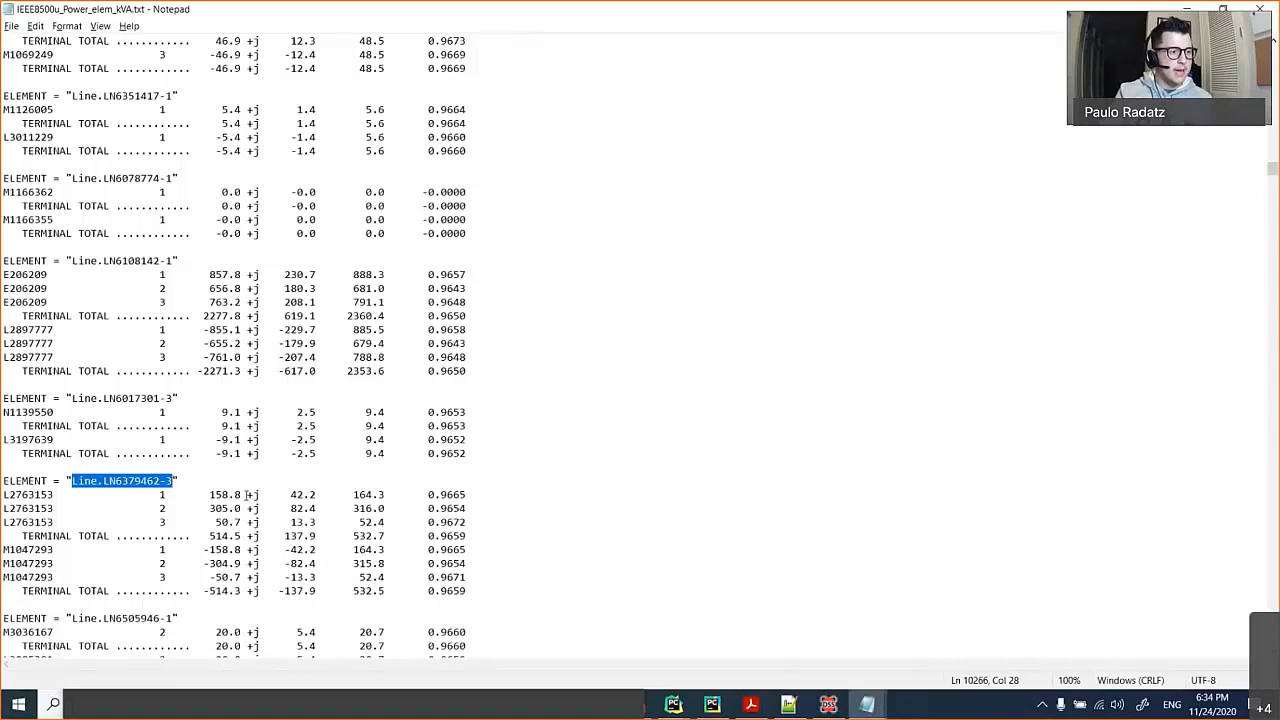 IEEE8500u_Power_elem_kVA.txt - Notepad
File Edit Format View Help
TERMINAL TOTAL ............ 46.9 +j 12.3 48.5 0.9673
M1069249 3 -46.9 +j -12.4 48.5 0.9669
TERMINAL TOTAL ............ -46.9 +j -12.4 48.5 0.9669
ELEMENT = "Line.LN6351417-1"
M1126005 1 5.4 +j 1.4 5.6 0.9664
TERMINAL TOTAL ............ 5.4 +j 1.4 5.6 0.9664
L3011229 1 -5.4 +j -1.4 5.6 0.9660
TERMINAL TOTAL ............ -5.4 +j -1.4 5.6 0.9660
ELEMENT = "Line.LN6078774-1"
M1166362 1 0.0 +j -0.0 0.0 -0.0000
TERMINAL TOTAL ............ 0.0 +j -0.0 0.0 -0.0000
M1166355 1 -0.0 +j 0.0 0.0 -0.0000
TERMINAL TOTAL ............ -0.0 +j 0.0 0.0 -0.0000
ELEMENT = "Line.LN6108142-1"
E206209 1 857.8 +j 230.7 888.3 0.9657
E206209 2 656.8 +j 180.3 681.0 0.9643
E206209 3 763.2 +j 208.1 791.1 0.9648
TERMINAL TOTAL ............ 2277.8 +j 619.1 2360.4 0.9650
L2897777 1 -855.1 +j -229.7 885.5 0.9658
L2897777 2 -655.2 +j -179.9 679.4 0.9643
L2897777 3 -761.0 +j -207.4 788.8 0.9648
TERMINAL TOTAL ............ -2271.3 +j -617.0 2353.6 0.9650
ELEMENT = "Line.LN6017301-3"
N1139550 1 9.1 +j 2.5 9.4 0.9653
TERMINAL TOTAL ............ 9.1 +j 2.5 9.4 0.9653
L3197639 1 -9.1 +j -2.5 9.4 0.9652
TERMINAL TOTAL ............ -9.1 +j -2.5 9.4 0.9652
ELEMENT = "Line.LN6379462-3"
L2763153 1 158.8 +j 42.2 164.3 0.9665
L2763153 2 305.0 +j 82.4 316.0 0.9654
L2763153 3 50.7 +j 13.3 52.4 0.9672
TERMINAL TOTAL ............ 514.5 +j 137.9 532.7 0.9659
M1047293 1 -158.8 +j -42.2 164.3 0.9665
M1047293 2 -304.9 +j -82.4 315.8 0.9654
M1047293 3 -50.7 +j -13.3 52.4 0.9671
TERMINAL TOTAL ............ -514.3 +j -137.9 532.5 0.9659
ELEMENT = "Line.LN6505946-1"
M3036167 2 20.0 +j 5.4 20.7 0.9660
TERMINAL TOTAL ............ 20.0 +j 5.4 20.7 0.9660
Paulo Radatz
Ln 10266, Col 28 100% Windows (CRLF) UTF-8
PC PC DSS ENG 6:34 PM
11/24/2020
+4